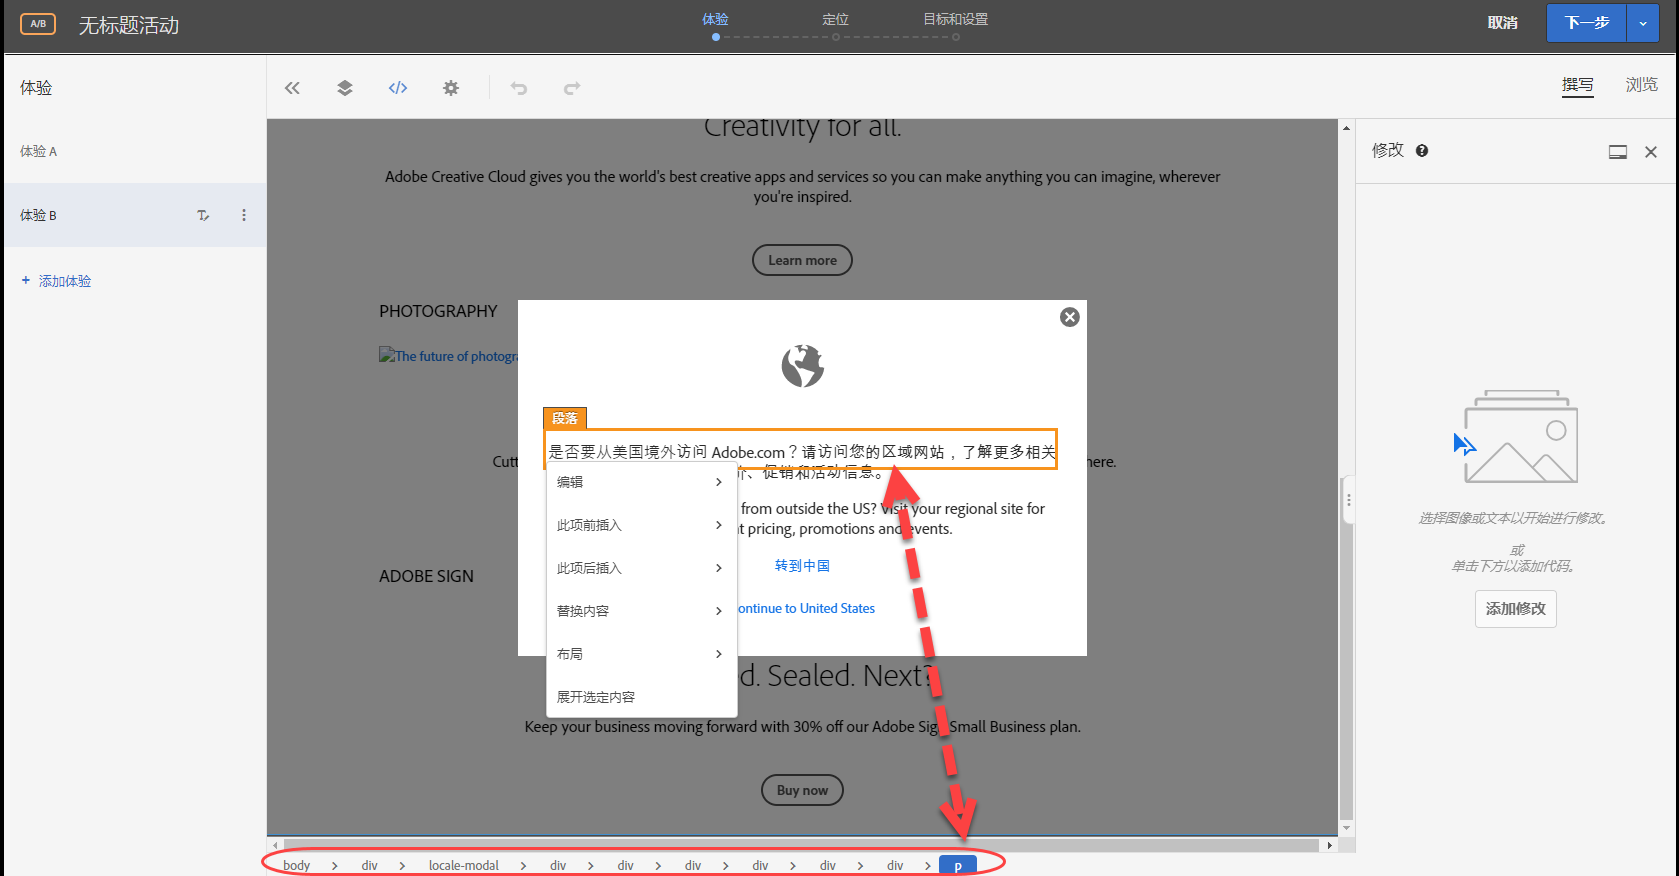 A/B
无标题活动
体验
定位
目标和设置
取消
下一步
体验
撰写
浏览
体验 A
体验 B
+ 添加体验
Creativity for all.
Adobe Creative Cloud gives you the world's best creative apps and services so you can make anything you can imagine, wherever
you're inspired.
Learn more
PHOTOGRAPHY
The future of photogra
段落
是否要从美国境外访问 Adobe.com？请访问您的区域网站，了解更多相关
、促销和活动信息。
from outside the US? Visit your regional site for
pricing, promotions and events.
转到中国
ontinue to United States
Cutt
here.
编辑
此项前插入
此项后插入
替换内容
布局
展开选定内容
ADOBE SIGN
d. Sealed. Next?
Keep your business moving forward with 30% off our Adobe Sign Small Business plan.
Buy now
修改
选择图像或文本以开始进行修改。
或
单击下方以添加代码。
添加修改
body > div > locale-modal > div > div > div > div > div > div > p